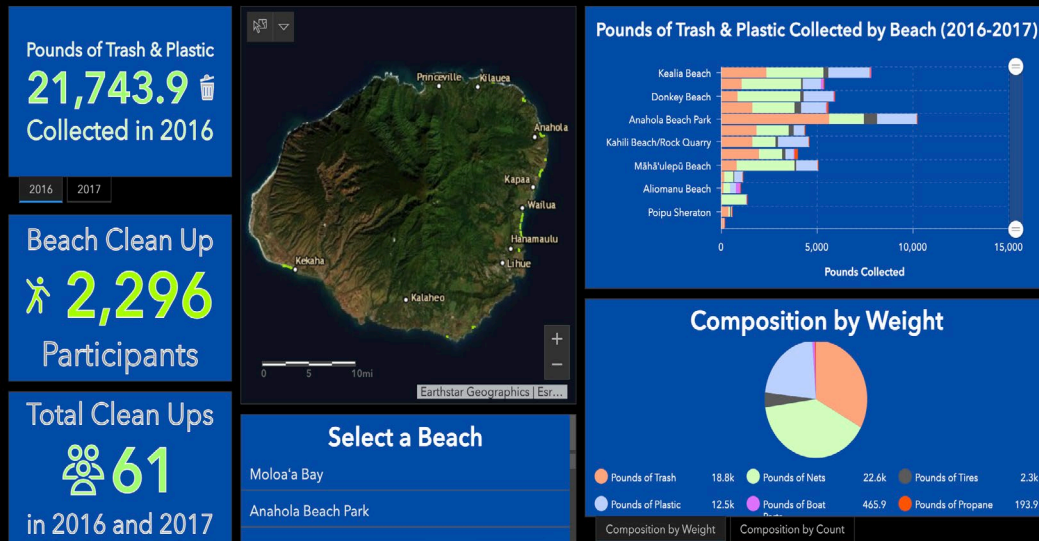 Pounds of Trash & Plastic
21,743.9
Collected in 2016
2016
2017
Beach Clean Up
2,296
Participants
Total Clean Ups
61
in 2016 and 2017
Princeville
Kilauea
Anahola
Kapaa
Wailua
Hanamaulu
Lihue
Kekaha
Kalaheo
0 5 10mi
Earthstar Geographics | Esr...
Select a Beach
Moloa'a Bay
Anahola Beach Park
Pounds of Trash & Plastic Collected by Beach (2016-2017)
Kealia Beach
Donkey Beach
Anahola Beach Park
Kahili Beach/Rock Quarry
Māhā'ulepū Beach
Aliomanu Beach
Poipu Sheraton
0 5,000 10,000 15,000
Pounds Collected
Composition by Weight
Pounds of Trash 18.8k
Pounds of Nets 22.6k
Pounds of Tires 2.3k
Pounds of Plastic 12.5k
Pounds of Boat 465.9
Pounds of Propane 193.9
Composition by Weight
Composition by Count